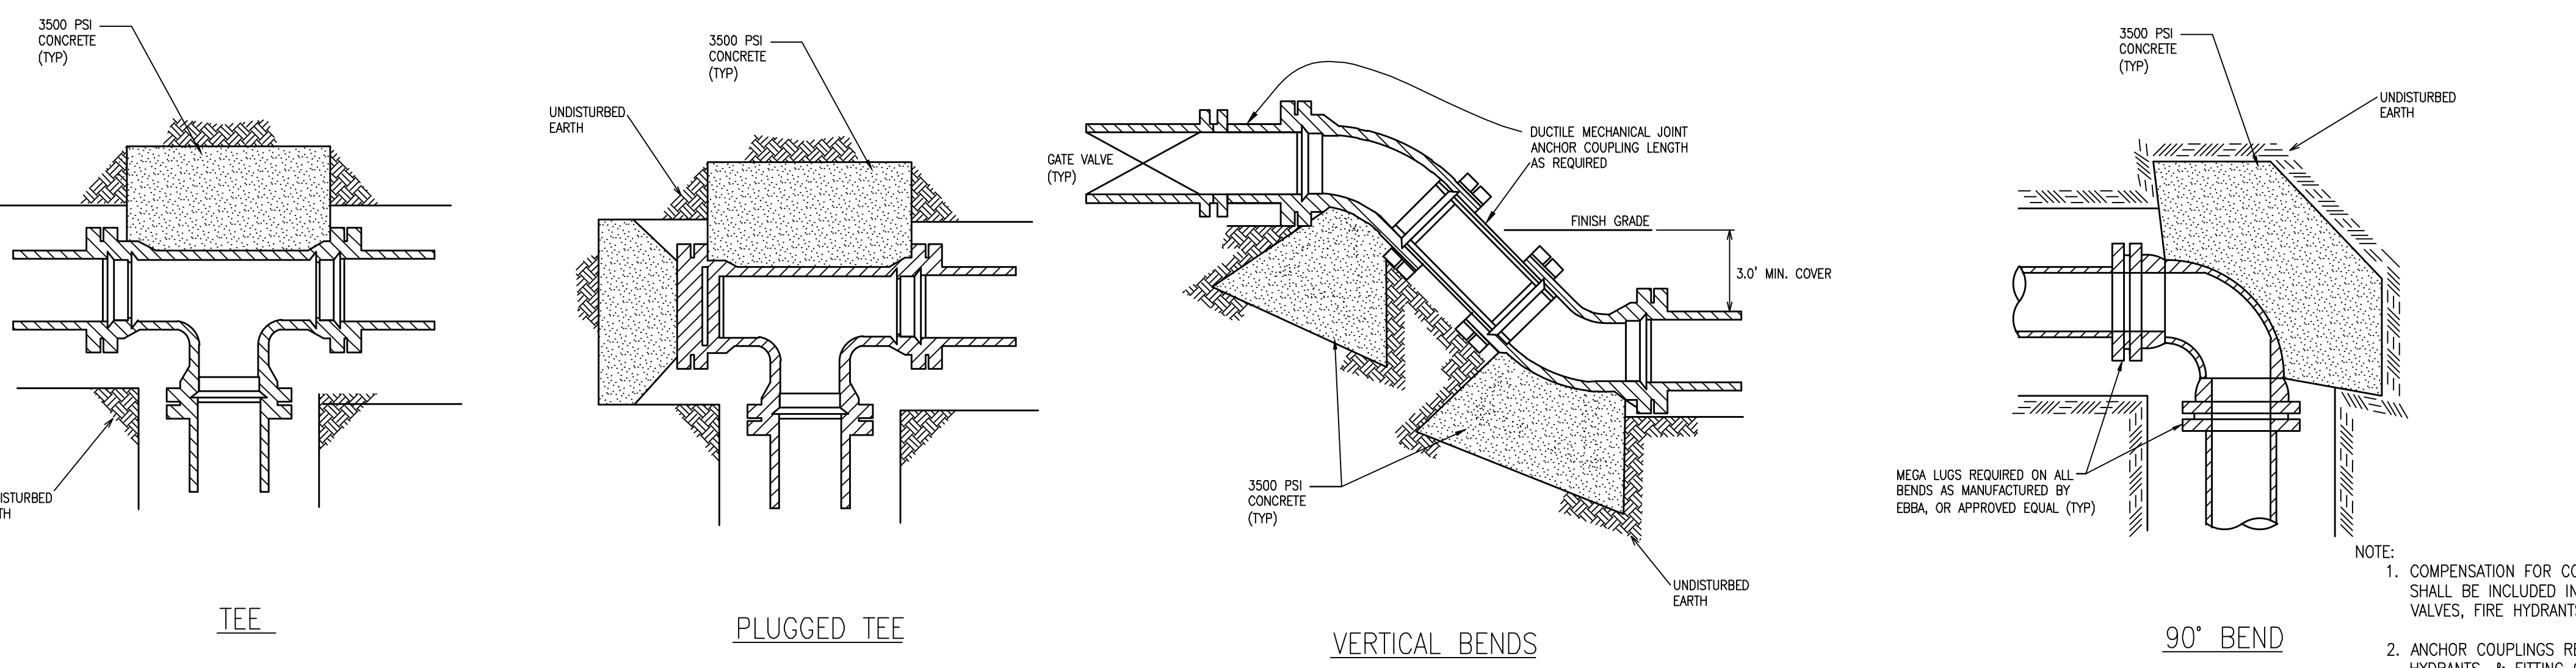 3500 PSI
CONCRETE
(TYP)
TEE
3500 PSI
CONCRETE
(TYP)
UNDISTURBED
EARTH
PLUGGED TEE
GATE VALVE
(TYP)
DUCTILE MECHANICAL JOINT
ANCHOR COUPLING LENGTH
AS REQUIRED
FINISH GRADE
3.0' MIN. COVER
3500 PSI
CONCRETE
(TYP)
UNDISTURBED
EARTH
VERTICAL BENDS
3500 PSI
CONCRETE
(TYP)
UNDISTURBED
EARTH
MEGA LUGS REQUIRED ON ALL
BENDS AS MANUFACTURED BY
EBBA, OR APPROVED EQUAL (TYP)
90° BEND
NOTE:
1. COMPENSATION FOR
SHALL BE INCLUDED
VALVES, FIRE
2. ANCHOR COUPLINGS